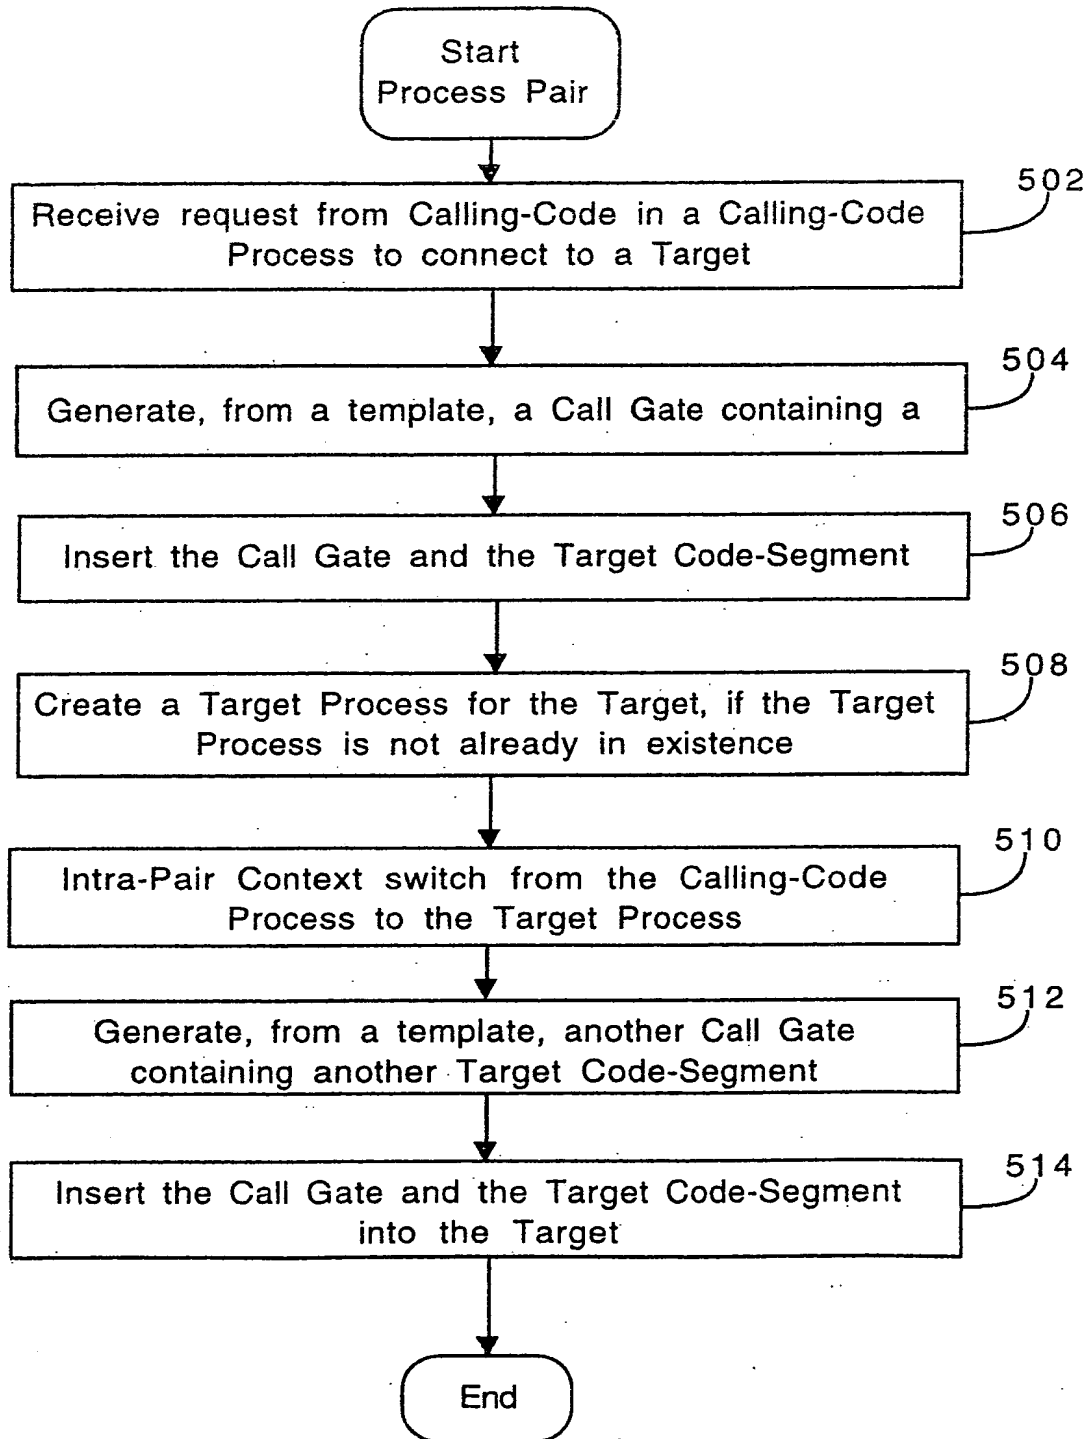 Start
Process Pair
502
Receive request from Calling-Code in a Calling-Code
Process to connect to a Target
504
Generate, from a template, a Call Gate containing a
506
Insert the Call Gate and the Target Code-Segment
508
Create a Target Process for the Target, if the Target
Process is not already in existence
510
Intra-Pair Context switch from the Calling-Code
Process to the Target Process
512
Generate, from a template, another Call Gate
containing another Target Code-Segment
514
Insert the Call Gate and the Target Code-Segment
into the Target
End